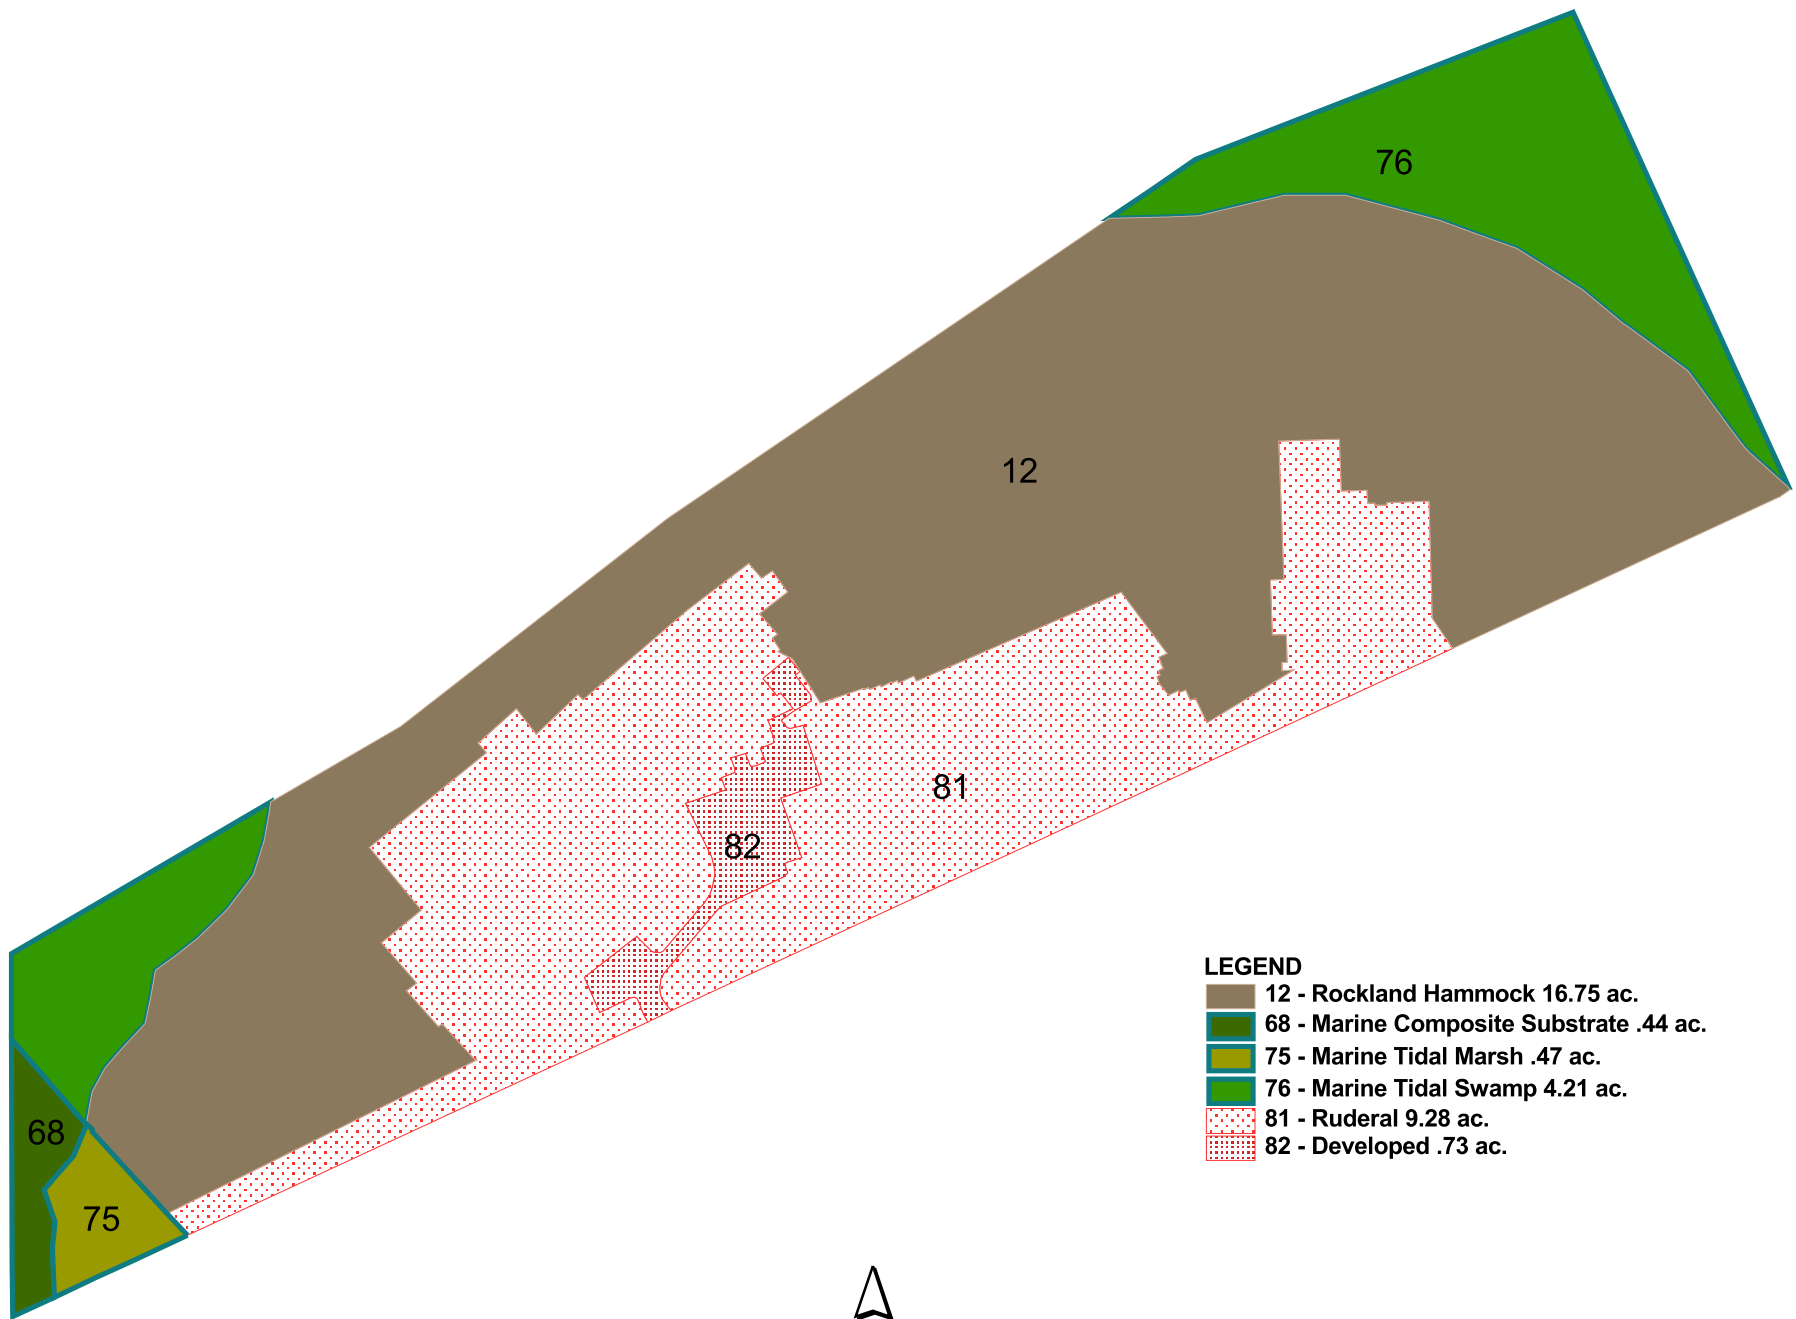 76
12
81
82
68
75
LEGEND
12 - Rockland Hammock 16.75 ac.
68 - Marine Composite Substrate .44 ac.
75 - Marine Tidal Marsh .47 ac.
76 - Marine Tidal Swamp 4.21 ac.
81 - Ruderal 9.28 ac.
82 - Developed .73 ac.